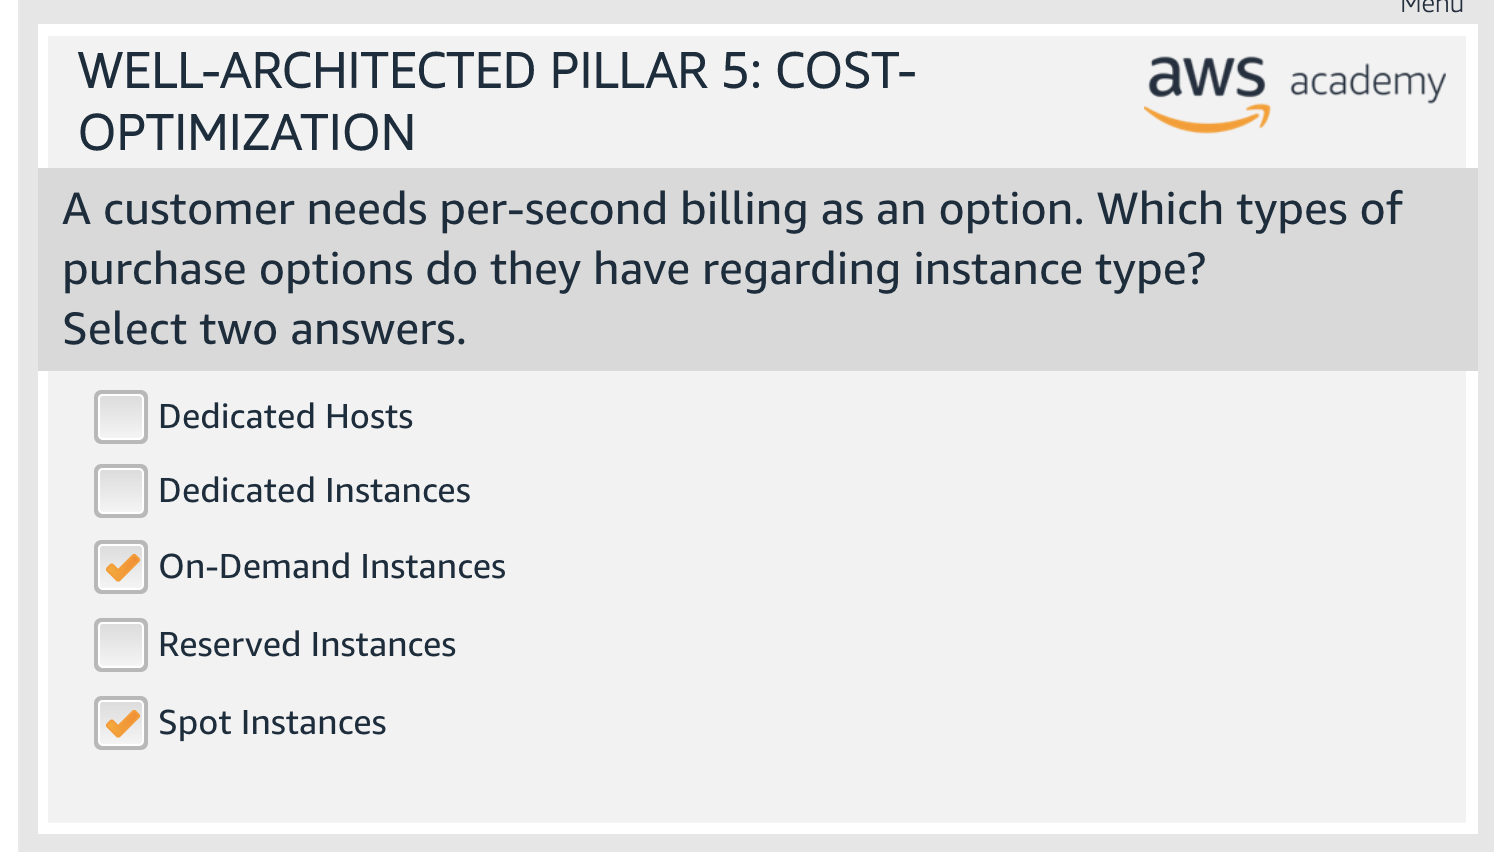 Menu
WELL-ARCHITECTED PILLAR 5: COST-
OPTIMIZATION
aws academy
A customer needs per-second billing as an option. Which types of
purchase options do they have regarding instance type?
Select two answers.
Dedicated Hosts
Dedicated Instances
On-Demand Instances
Reserved Instances
Spot Instances